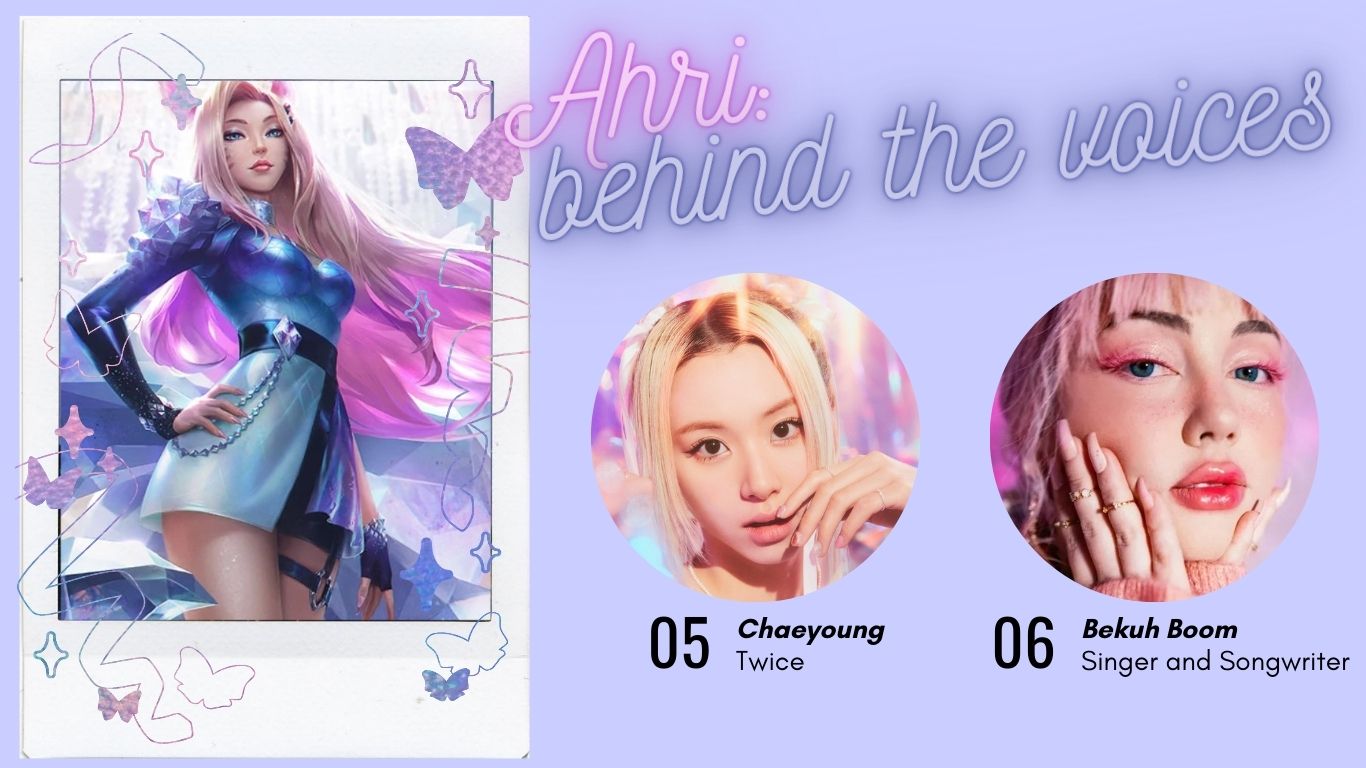 Ahri:
behind the voices
05
Chaeyoung
Twice
06
Bekuh Boom
Singer and Songwriter